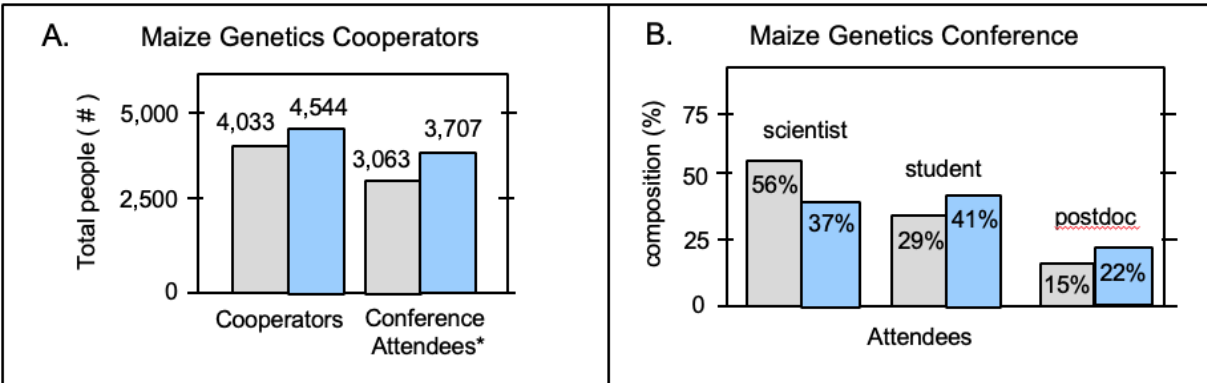 A. Maize Genetics Cooperators
Total people ( # )
5,000
2,500
0
4,033
4,544
3,063
3,707
Cooperators
Conference
Attendees*
B. Maize Genetics Conference
composition (%)
75
50
25
0
scientist
56%
37%
student
29%
41%
postdoc
15%
22%
Attendees